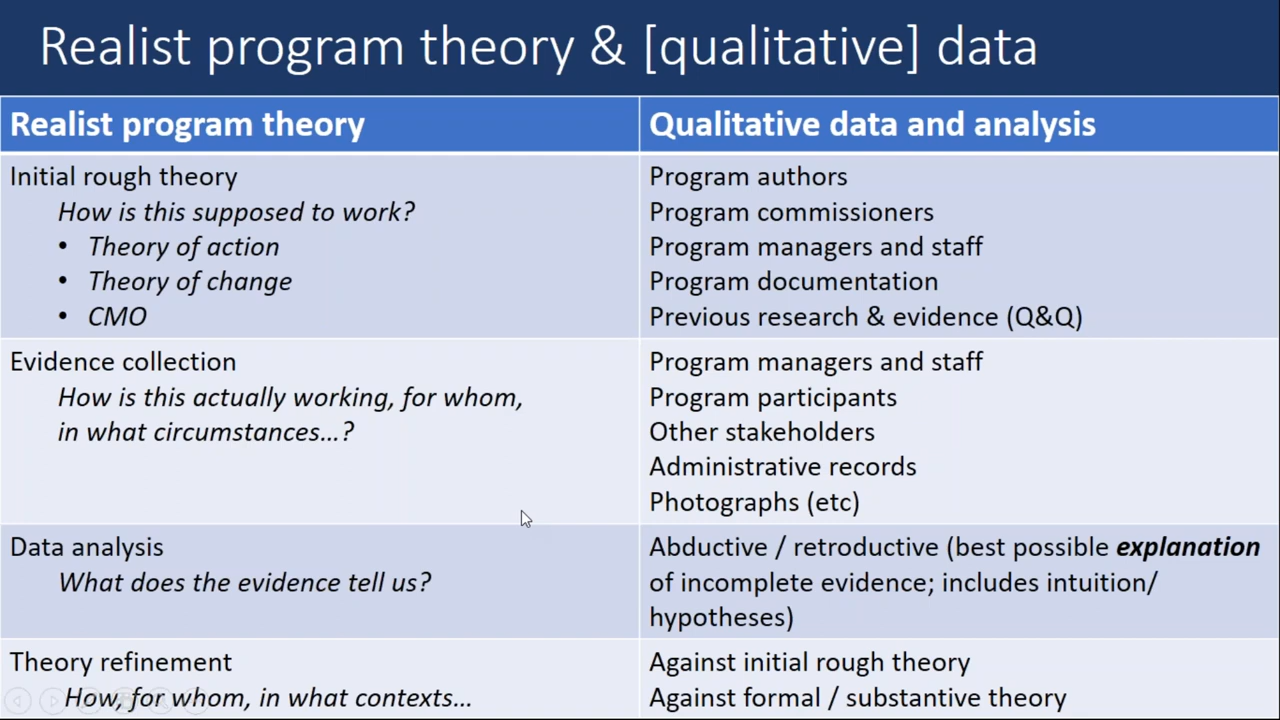 Realist program theory & [qualitative] data
Realist program theory
Qualitative data and analysis
Initial rough theory
How is this supposed to work?
• Theory of action
• Theory of change
• CMO
Program authors
Program commissioners
Program managers and staff
Program documentation
Previous research & evidence (Q&Q)
Evidence collection
How is this actually working, for whom,
in what circumstances…?
Program managers and staff
Program participants
Other stakeholders
Administrative records
Photographs (etc)
Data analysis
What does the evidence tell us?
Abductive / retroductive (best possible explanation
of incomplete evidence; includes intuition/
hypotheses)
Theory refinement
How, for whom, in what contexts…
Against initial rough theory
Against formal / substantive theory